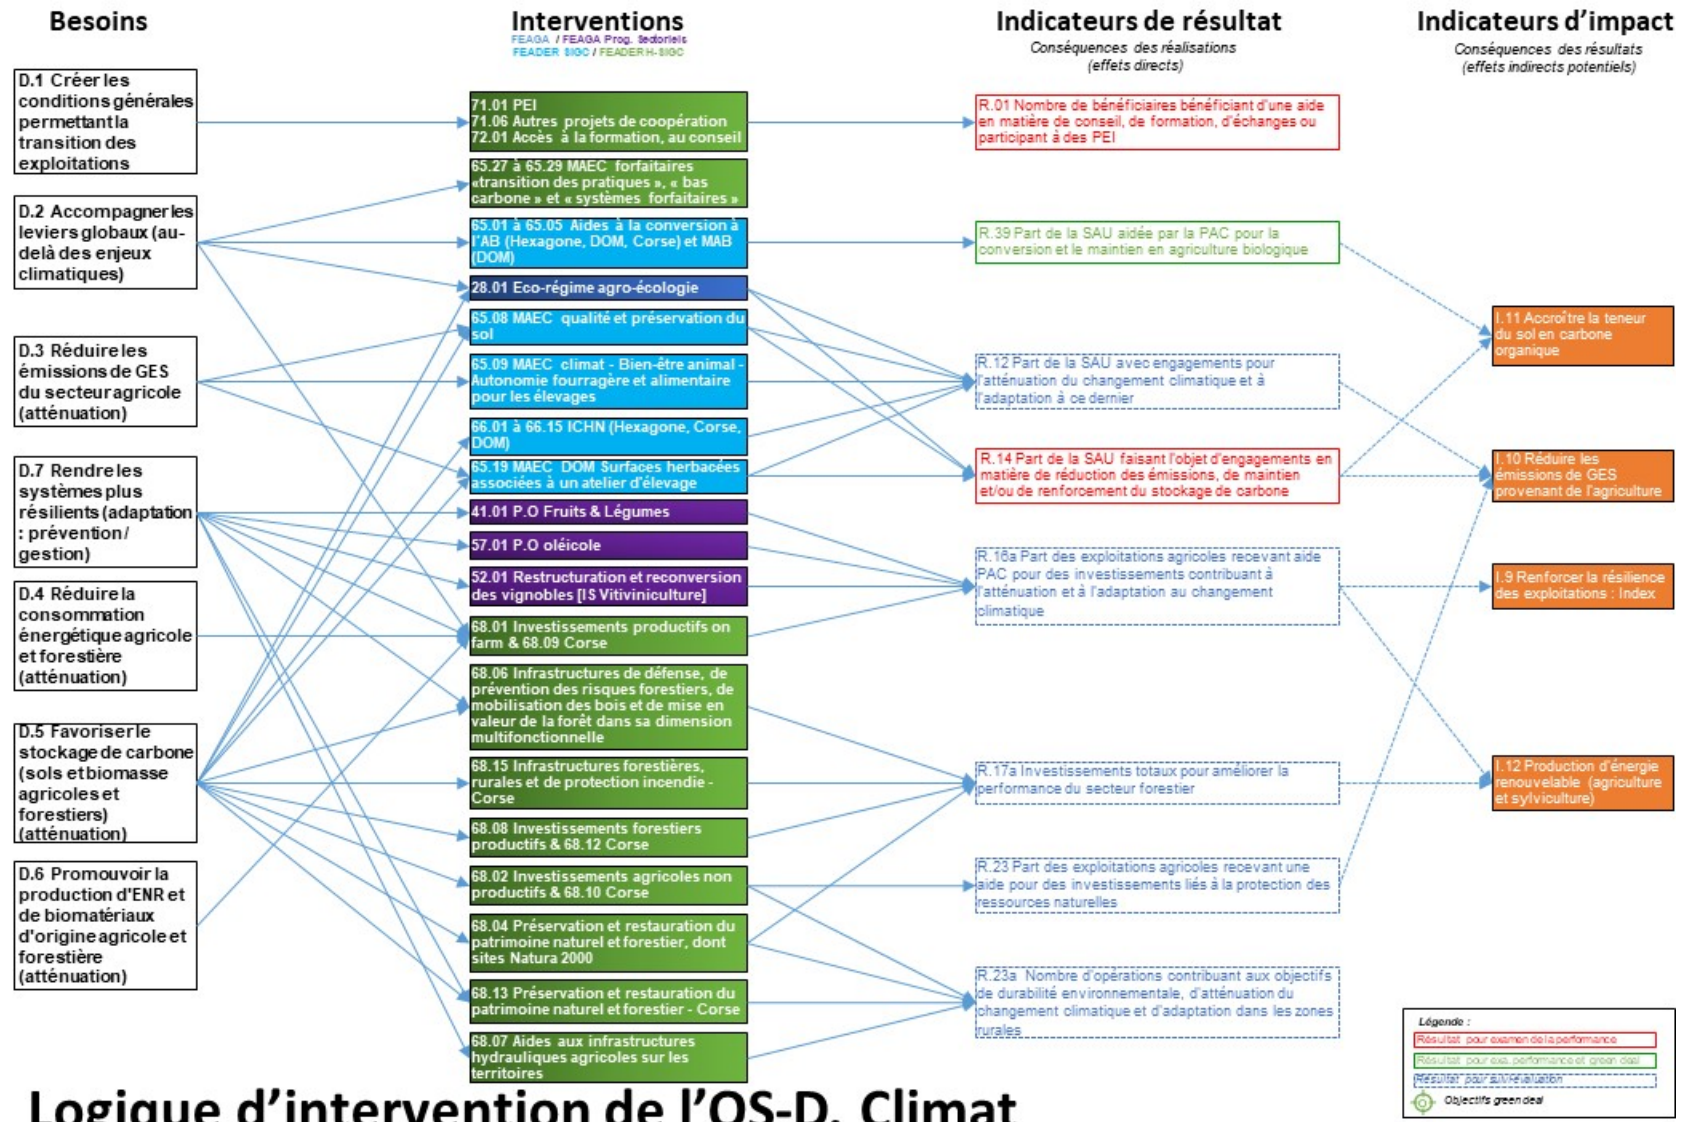 Besoins
Interventions
FEAGA / FEAGA Prog. Sectoriels
FEADER SIGC / FEADER H-SIGC
Indicateurs de résultat
Conséquences des réalisations
(effets directs)
Indicateurs d'impact
Conséquences des résultats
(effets indirects potentiels)
D.1 Créer les
conditions générales
permettant la
transition des
exploitations
D.2 Accompagner les
leviers globaux (au-
delà des enjeux
climatiques)
D.3 Réduire les
émissions de GES
du secteur agricole
(atténuation)
D.7 Rendre les
systèmes plus
résilients (adaptation
: prévention /
gestion)
D.4 Réduire la
consommation
énergétique agricole
et forestière
(atténuation)
D.5 Favoriser le
stockage de carbone
(sols et biomasse
agricoles et
forestiers)
(atténuation)
D.6 Promouvoir la
production d'ENR et
de biomatériaux
d'origine agricole et
forestière
(atténuation)
71.01 PEI
71.06 Autres projets de coopération
72.01 Accès à la formation, au conseil
65.27 à 65.29 MAEC forfaitaires
«transition des pratiques », « bas
carbone » et « systèmes forfaitaires »
65.01 à 65.05 Aides à la conversion à
l'AB (Hexagone, DOM, Corse) et MAB
(DOM)
28.01 Eco-régime agro-écologie
65.08 MAEC qualité et préservation du
sol
65.09 MAEC climat - Bien-être animal -
Autonomie fourragère et alimentaire
pour les élevages
66.01 à 66.15 ICHN (Hexagone, Corse,
DOM)
65.19 MAEC DOM Surfaces herbacées
associées à un atelier d'élevage
41.01 P.O Fruits & Légumes
57.01 P.O oléicole
52.01 Restructuration et reconversion
des vignobles [IS Vitiviniculture]
68.01 Investissements productifs on
farm & 68.09 Corse
68.06 Infrastructures de défense, de
prévention des risques forestiers, de
mobilisation des bois et de mise en
valeur de la forêt dans sa dimension
multifonctionnelle
68.15 Infrastructures forestières,
rurales et de protection incendie -
Corse
68.08 Investissements forestiers
productifs & 68.12 Corse
68.02 Investissements agricoles non
productifs & 68.10 Corse
68.04 Préservation et restauration du
patrimoine naturel et forestier, dont
sites Natura 2000
68.13 Préservation et restauration du
patrimoine naturel et forestier - Corse
68.07 Aides aux infrastructures
hydrauliques agricoles sur les
territoires
R.01 Nombre de bénéficiaires bénéficiant d'une aide
en matière de conseil, de formation, d'échanges ou
participant à des PEI
R.39 Part de la SAU aidée par la PAC pour la
conversion et le maintien en agriculture biologique
R.12 Part de la SAU avec engagements pour
l'atténuation du changement climatique et à
l'adaptation à ce dernier
R.14 Part de la SAU faisant l'objet d'engagements en
matière de réduction des émissions, de maintien
et/ou de renforcement du stockage de carbone
R.16a Part des exploitations agricoles recevant aide
PAC pour des investissements contribuant à
l'atténuation et à l'adaptation au changement
climatique
R.17a Investissements totaux pour améliorer la
performance du secteur forestier
R.23 Part des exploitations agricoles recevant une
aide pour des investissements liés à la protection des
ressources naturelles
R.23a Nombre d'opérations contribuant aux objectifs
de durabilité environnementale, d'atténuation du
changement climatique et d'adaptation dans les zones
rurales
I.11 Accroître la teneur
du sol en carbone
organique
I.10 Réduire les
émissions de GES
provenant de l'agriculture
I.9 Renforcer la résilience
des exploitations : Index
I.12 Production d'énergie
renouvelable (agriculture
et sylviculture)
Légende :
Résultat pour examen de la performance
Résultat pour exa. performance et green deal
Résultat pour suivi-évaluation
Objectifs green deal
Logique d'intervention de l'OS-D. Climat